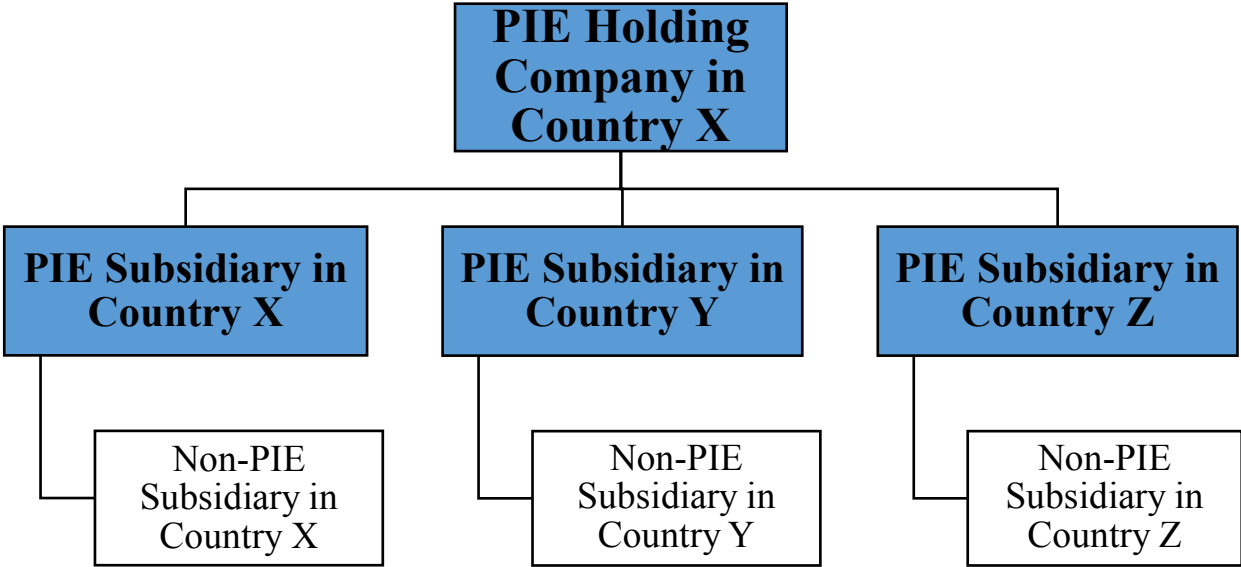 PIE Holding
Company in
Country X
PIE Subsidiary in
Country X
PIE Subsidiary in
Country Y
PIE Subsidiary in
Country Z
Non-PIE
Subsidiary in
Country X
Non-PIE
Subsidiary in
Country Y
Non-PIE
Subsidiary in
Country Z